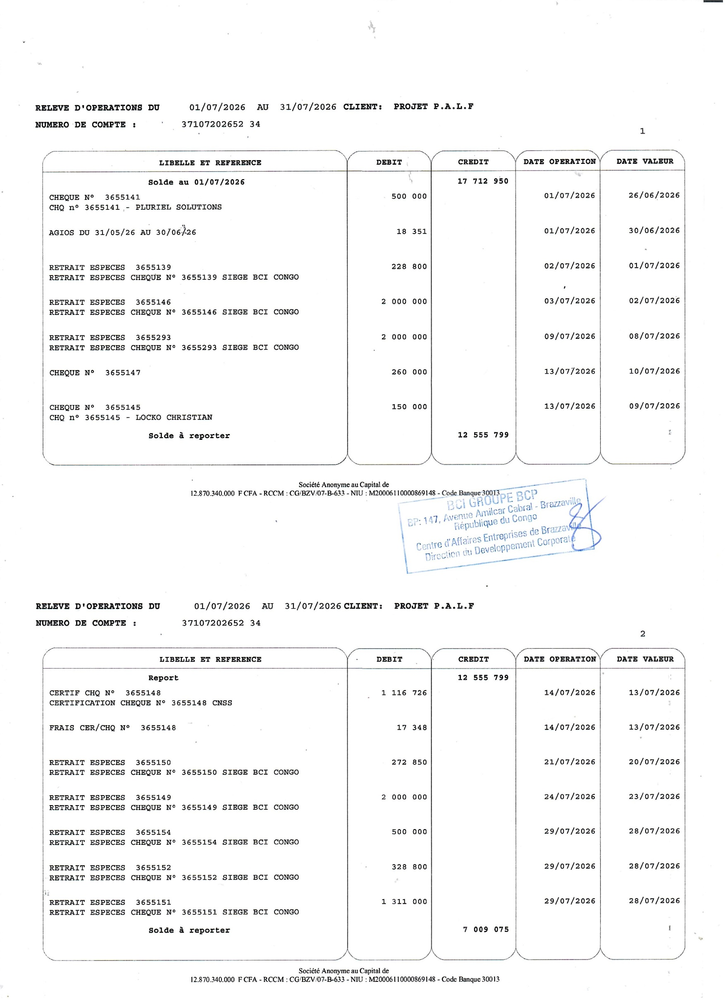 RELEVE D'OPERATIONS DU 01/07/2026 AU 31/07/2026 CLIENT: PROJET P.A.L.F
NUMERO DE COMPTE : 37107202652 34
1
LIBELLE ET REFERENCE DEBIT CREDIT DATE OPERATION DATE VALEUR
Solde au 01/07/2026 17 712 950
CHEQUE N° 3655141 500 000 01/07/2026 26/06/2026
CHQ n° 3655141 - PLURIEL SOLUTIONS
AGIOS DU 31/05/26 AU 30/06/26 18 351 01/07/2026 30/06/2026
RETRAIT ESPECES 3655139 228 800 02/07/2026 01/07/2026
RETRAIT ESPECES CHEQUE N° 3655139 SIEGE BCI CONGO
RETRAIT ESPECES 3655146 2 000 000 03/07/2026 02/07/2026
RETRAIT ESPECES CHEQUE N° 3655146 SIEGE BCI CONGO
RETRAIT ESPECES 3655293 2 000 000 09/07/2026 08/07/2026
RETRAIT ESPECES CHEQUE N° 3655293 SIEGE BCI CONGO
CHEQUE N° 3655147 260 000 13/07/2026 10/07/2026
CHEQUE N° 3655145 150 000 13/07/2026 09/07/2026
CHQ n° 3655145 - LOCKO CHRISTIAN
Solde à reporter 12 555 799
Société Anonyme au Capital de
12.870.340.000 F CFA - RCCM : CG/BZV/07-B-633 - NIU : M20006110000869148 - Code Banque 30013
BCI GROUPE BCP
BP: 147, Avenue Amilcar Cabral - Brazzaville
République du Congo
Centre d'Affaires Entreprises de Brazzaville
Direction du Developpement Corporate
RELEVE D'OPERATIONS DU 01/07/2026 AU 31/07/2026 CLIENT: PROJET P.A.L.F
NUMERO DE COMPTE : 37107202652 34
2
LIBELLE ET REFERENCE DEBIT CREDIT DATE OPERATION DATE VALEUR
Report 12 555 799
CERTIF CHQ N° 3655148 1 116 726 14/07/2026 13/07/2026
CERTIFICATION CHEQUE N° 3655148 CNSS
FRAIS CER/CHQ N° 3655148 17 348 14/07/2026 13/07/2026
RETRAIT ESPECES 3655150 272 850 21/07/2026 20/07/2026
RETRAIT ESPECES CHEQUE N° 3655150 SIEGE BCI CONGO
RETRAIT ESPECES 3655149 2 000 000 24/07/2026 23/07/2026
RETRAIT ESPECES CHEQUE N° 3655149 SIEGE BCI CONGO
RETRAIT ESPECES 3655154 500 000 29/07/2026 28/07/2026
RETRAIT ESPECES CHEQUE N° 3655154 SIEGE BCI CONGO
RETRAIT ESPECES 3655152 328 800 29/07/2026 28/07/2026
RETRAIT ESPECES CHEQUE N° 3655152 SIEGE BCI CONGO
RETRAIT ESPECES 3655151 1 311 000 29/07/2026 28/07/2026
RETRAIT ESPECES CHEQUE N° 3655151 SIEGE BCI CONGO
Solde à reporter 7 009 075
Société Anonyme au Capital de
12.870.340.000 F CFA - RCCM : CG/BZV/07-B-633 - NIU : M20006110000869148 - Code Banque 30013